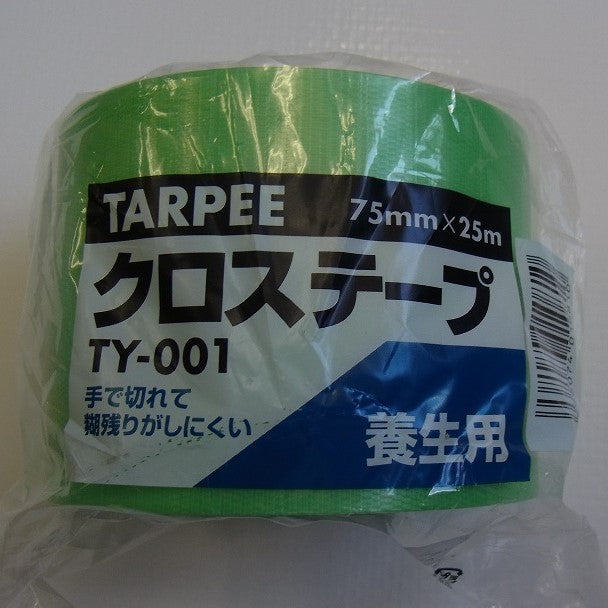 TARPEE 75mm×25m
クロステープ
TY-001
手で切れて
糊残りがしにくい
養生用